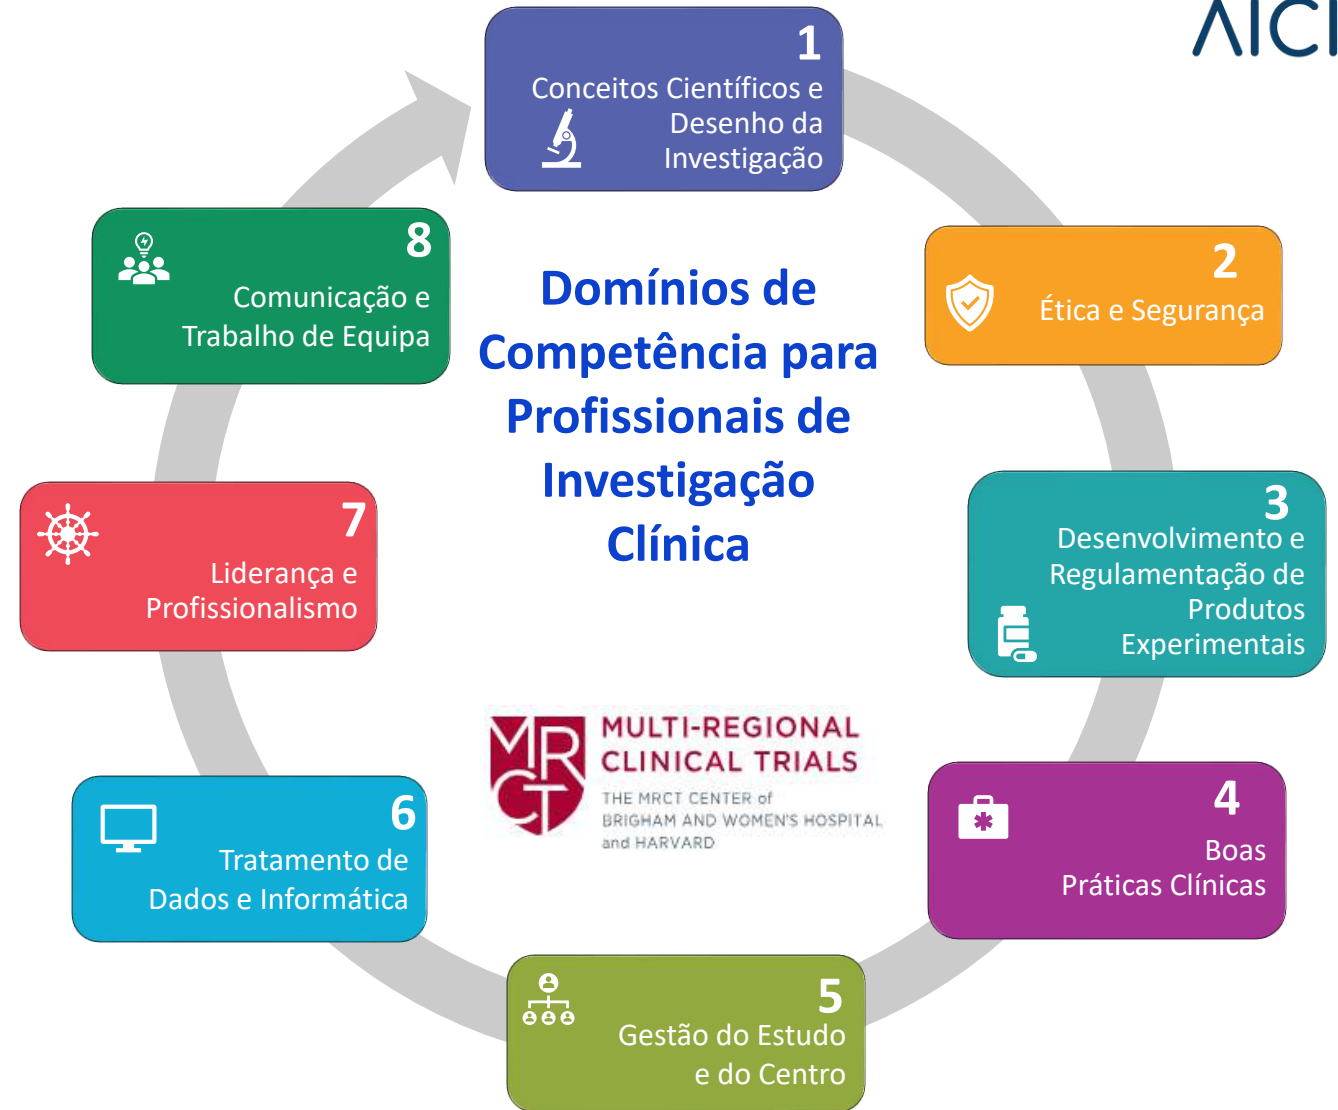 AICI
1
Conceitos Científicos e
Desenho da
Investigação
2
Ética e Segurança
3
Desenvolvimento e
Regulamentação de
Produtos
Experimentais
4
Boas
Práticas Clínicas
5
Gestão do Estudo
e do Centro
6
Tratamento de
Dados e Informática
7
Liderança e
Profissionalismo
8
Comunicação e
Trabalho de Equipa
Domínios de
Competência para
Profissionais de
Investigação
Clínica
MRCT
MULTI-REGIONAL
CLINICAL TRIALS
THE MRCT CENTER of
BRIGHAM AND WOMEN'S HOSPITAL
and HARVARD